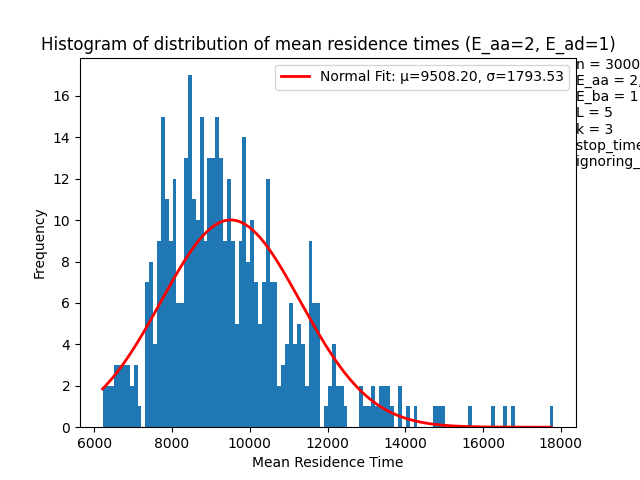 Histogram of distribution of mean residence times (E_aa=2, E_ad=1)
Normal Fit: μ=9508.20, σ=1793.53
n = 3000
E_aa = 2,
E_ba = 1
L = 5
k = 3
stop_time
ignoring_
Frequency
16
14
12
10
8
6
4
2
0
6000 8000 10000 12000 14000 16000 18000
Mean Residence Time